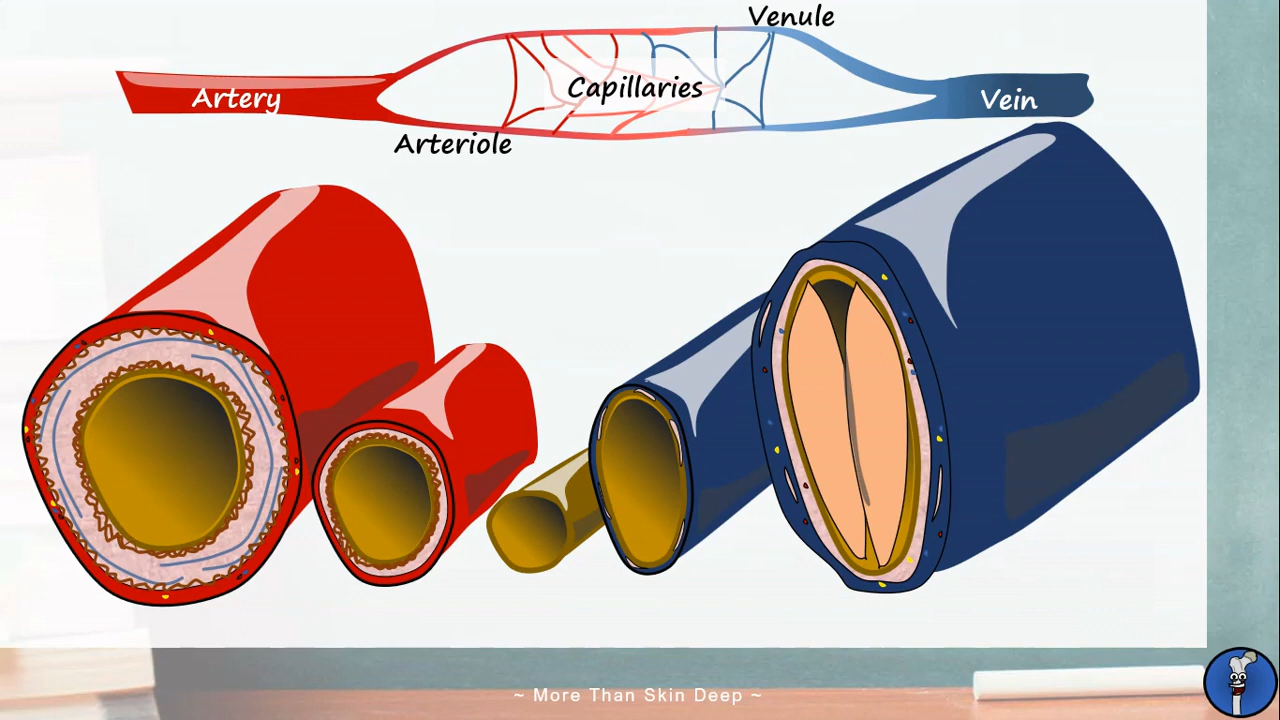 Venule
Capillaries
Artery
Vein
Arteriole
~ More Than Skin Deep ~